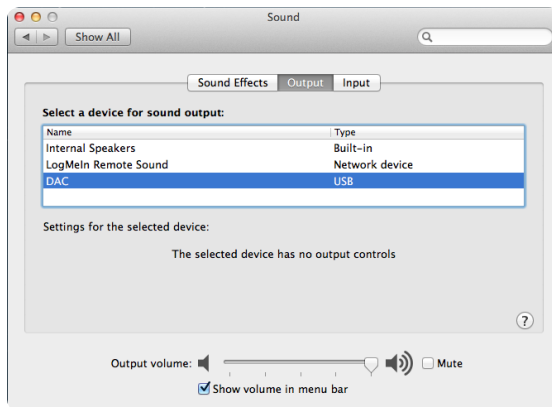 Sound
Show All
Sound Effects Output Input
Select a device for sound output:
Name Type
Internal Speakers Built-in
LogMeIn Remote Sound Network device
DAC USB
Settings for the selected device:
The selected device has no output controls
?
Output volume: Mute
Show volume in menu bar